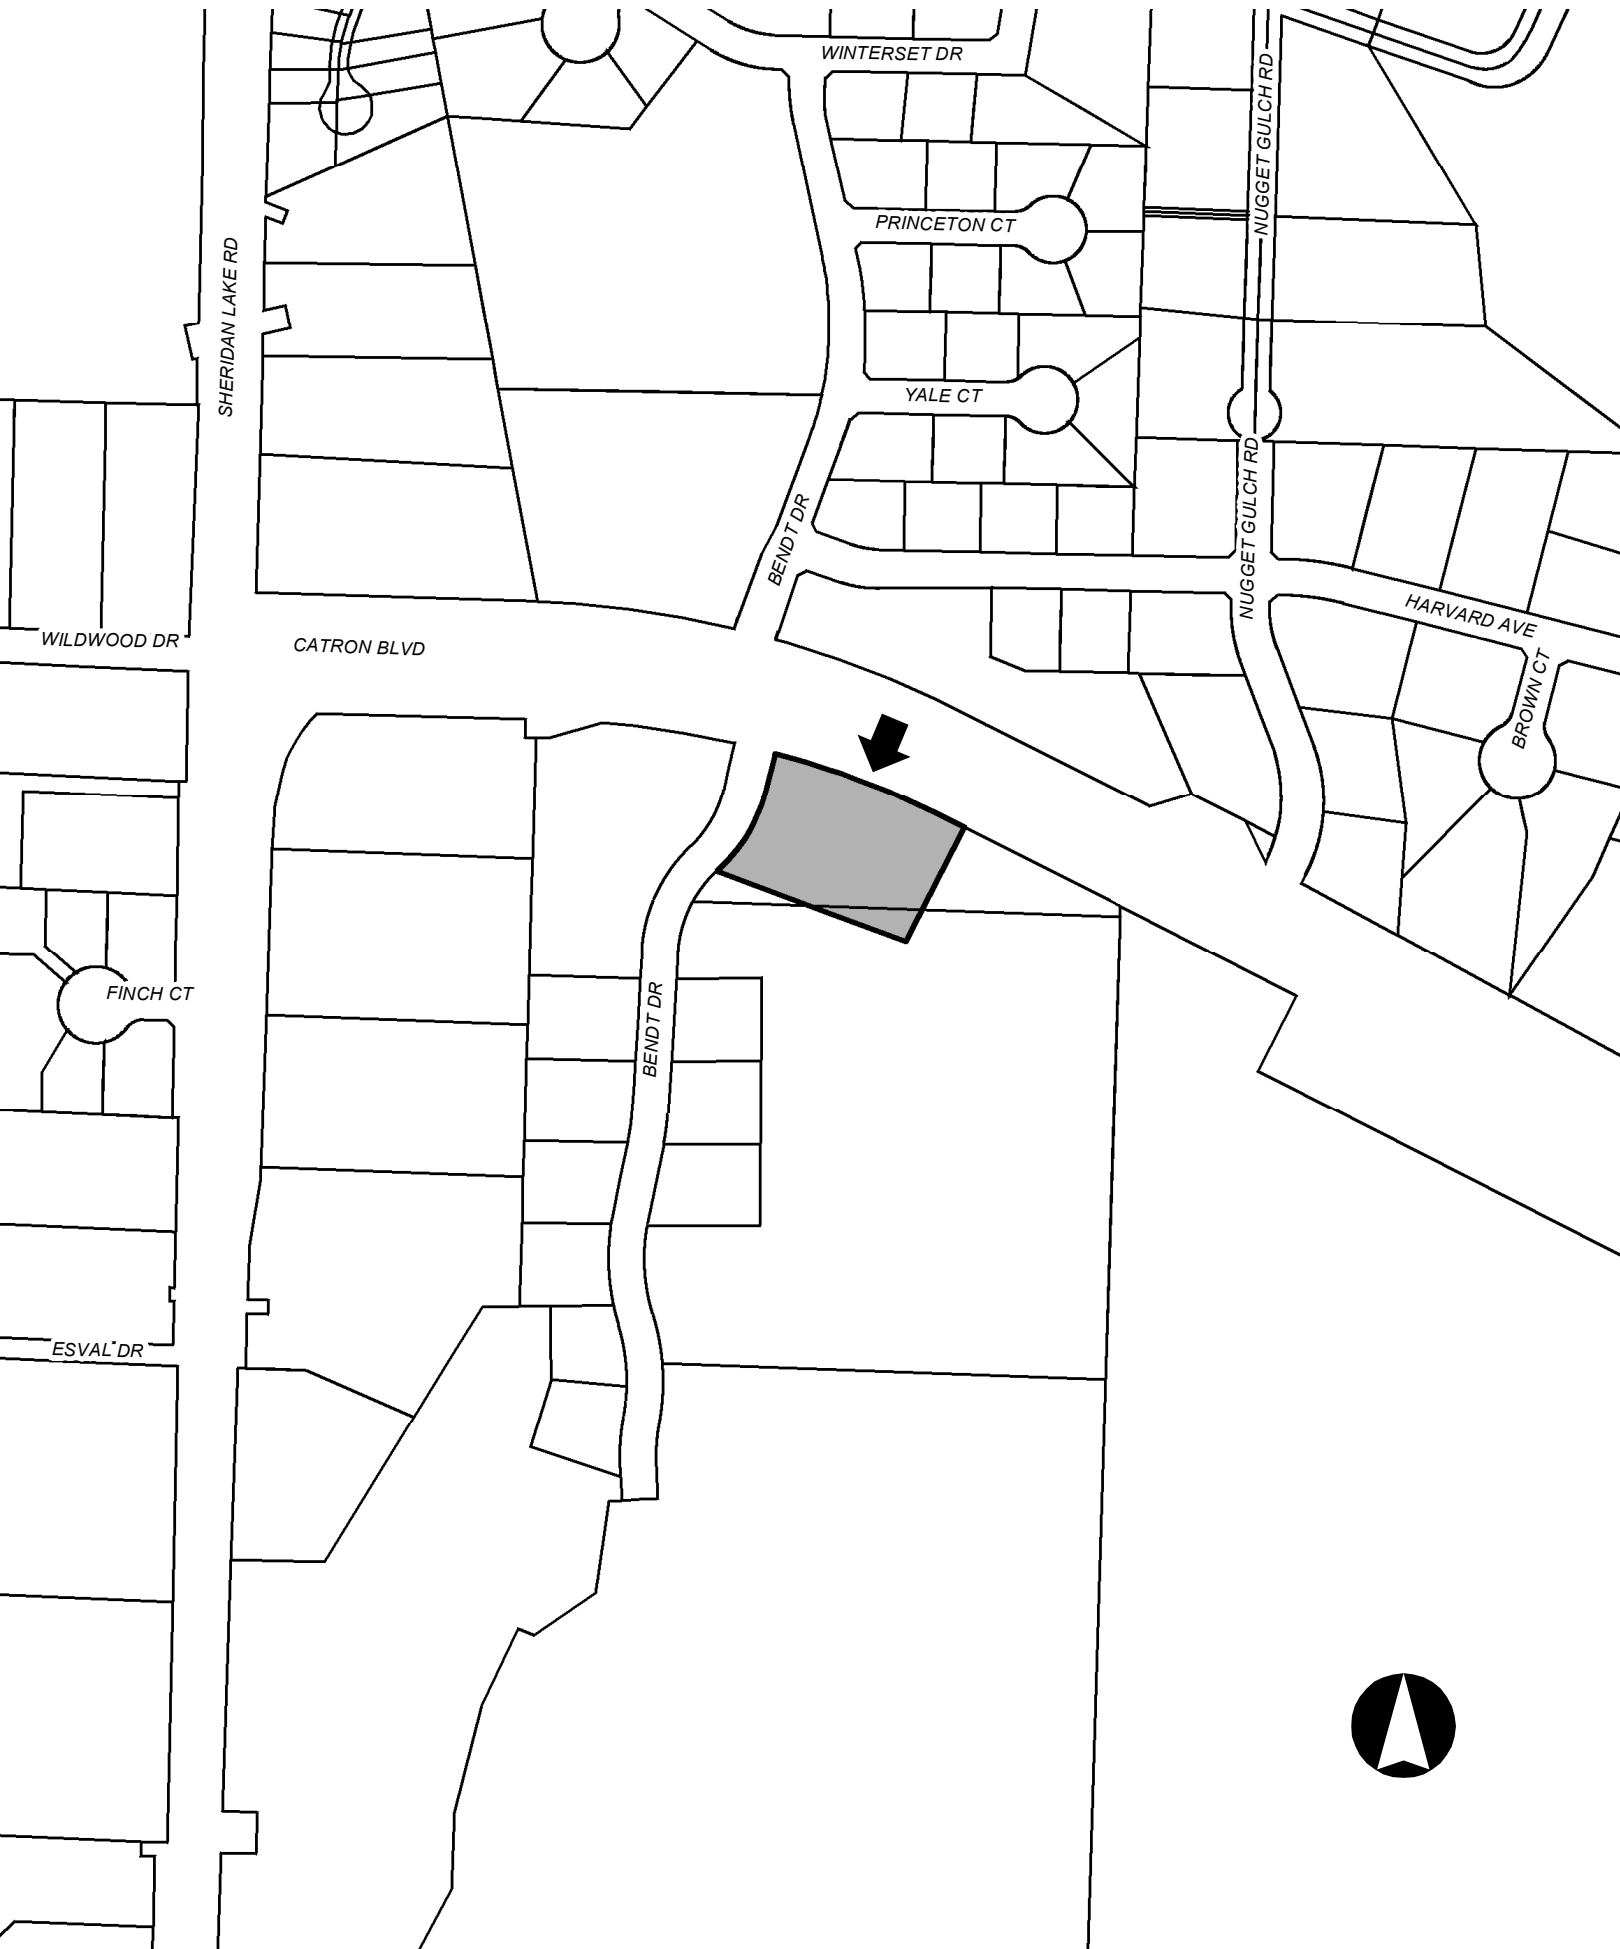 WINTERSET DR
NUGGET GULCH RD
PRINCETON CT
SHERIDAN LAKE RD
YALE CT
NUGGET GULCH RD
BENDT DR
HARVARD AVE
WILDWOOD DR
CATRON BLVD
BROWN CT
FINCH CT
BENDT DR
ESVAL DR